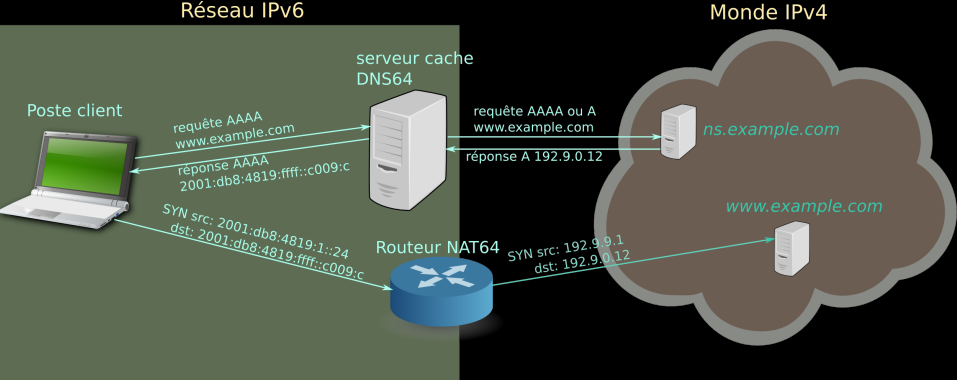 Réseau IPv6
Monde IPv4
serveur cache
DNS64
Poste client
requête AAAA
www.example.com
requête AAAA ou A
www.example.com
ns.example.com
réponse AAAA
2001:db8:4819:ffff::c009:c
réponse A 192.9.0.12
www.example.com
SYN src: 2001:db8:4819:1::24
dst: 2001:db8:4819:ffff::c009:c
Routeur NAT64
SYN src: 192.9.9.1
dst: 192.9.0.12